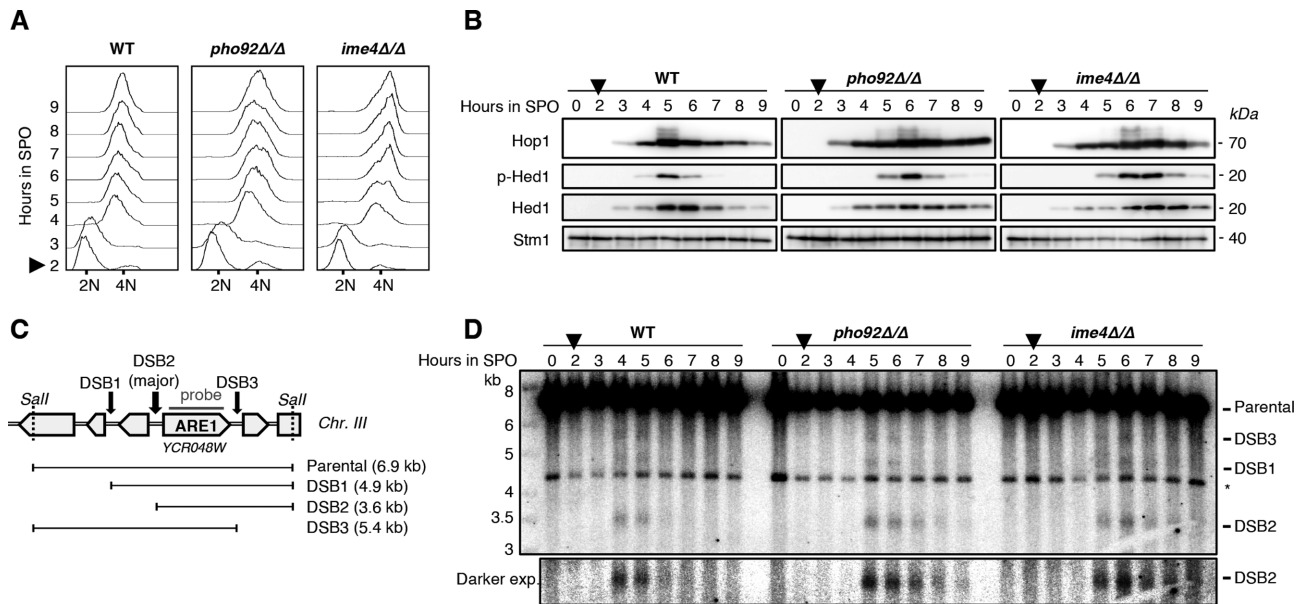 A
WT
pho92Δ/Δ
ime4Δ/Δ
Hours in SPO
9
8
7
6
5
4
3
2
2N 4N 2N 4N 2N 4N
B
WT
pho92Δ/Δ
ime4Δ/Δ
Hours in SPO 0 2 3 4 5 6 7 8 9 0 2 3 4 5 6 7 8 9 0 2 3 4 5 6 7 8 9 kDa
Hop1 - 70
p-Hed1 - 20
Hed1 - 20
Stm1 - 40
C
DSB2
DSB1 (major) DSB3
SalI probe SalI
ARE1 Chr. III
YCR048W
Parental (6.9 kb)
DSB1 (4.9 kb)
DSB2 (3.6 kb)
DSB3 (5.4 kb)
D
WT
pho92Δ/Δ
ime4Δ/Δ
Hours in SPO 0 2 3 4 5 6 7 8 9 0 2 3 4 5 6 7 8 9 0 2 3 4 5 6 7 8 9
kb
8
6
5
4
3.5
3
Parental
DSB3
DSB1
*
DSB2
Darker exp. DSB2